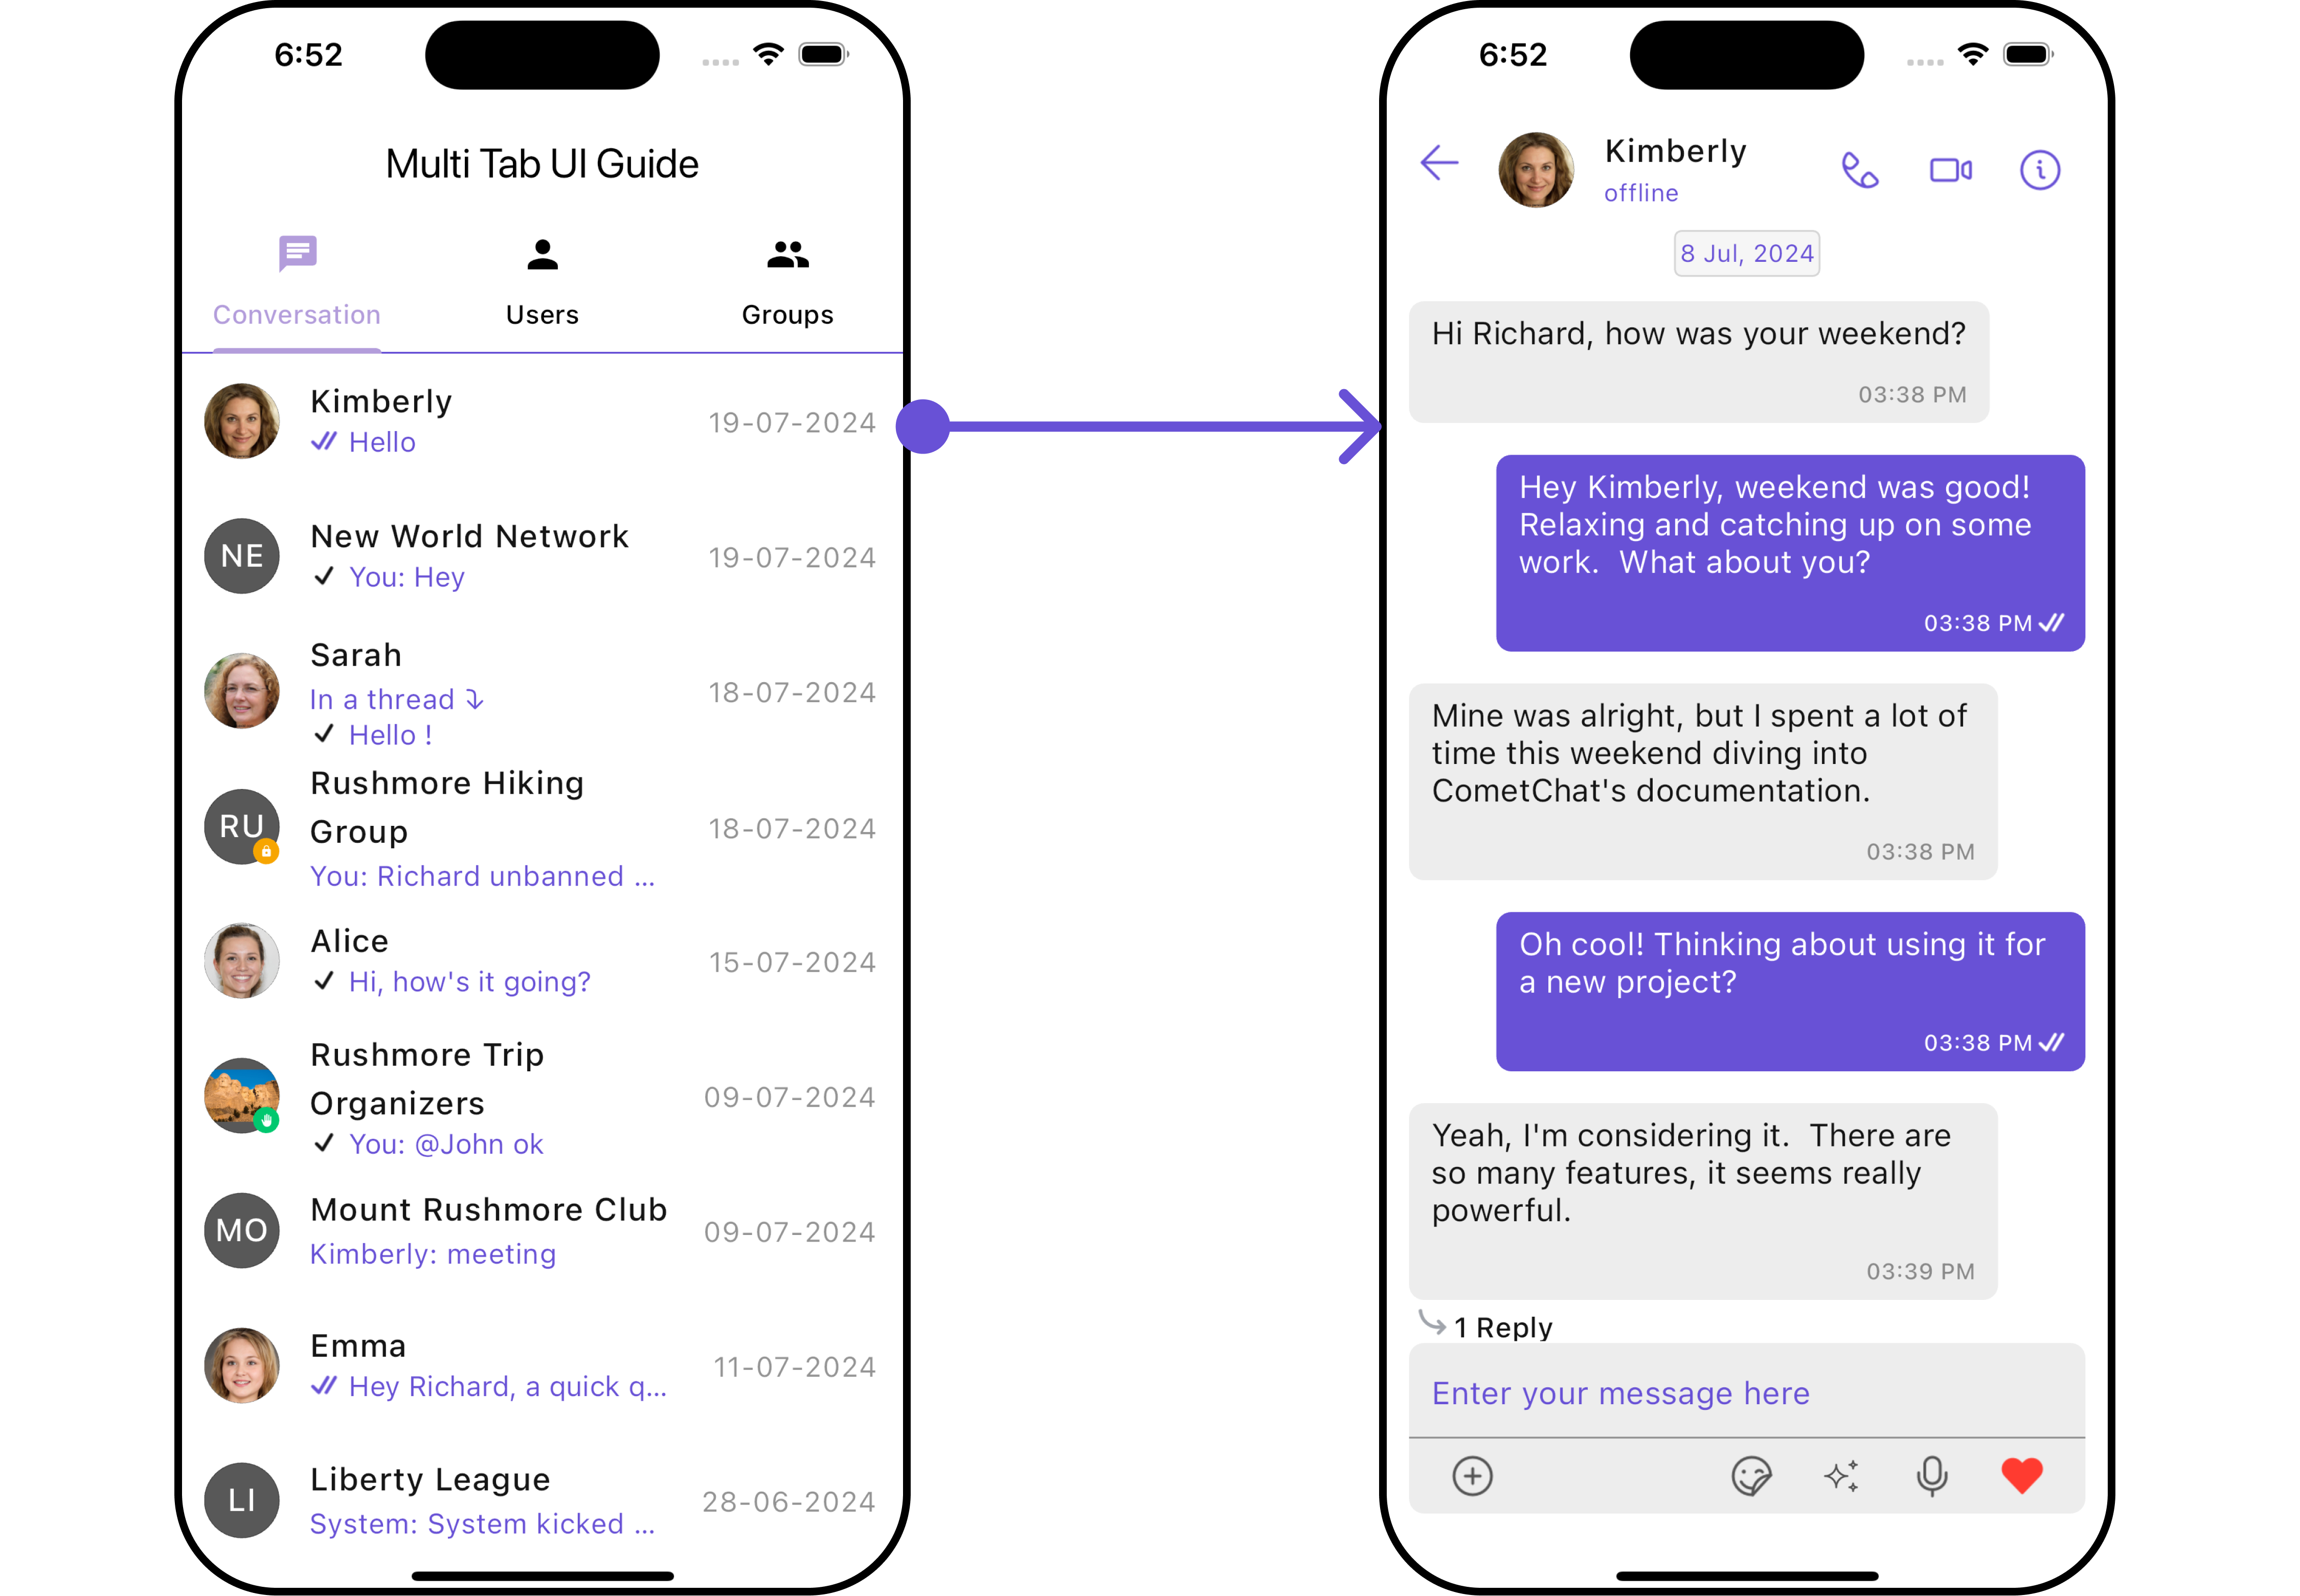 6:52
Multi Tab UI Guide
Conversation
Users
Groups
Kimberly
19-07-2024
Hello
NE
New World Network
19-07-2024
You: Hey
Sarah
In a thread ⤵
18-07-2024
Hello !
RU
Rushmore Hiking
Group
18-07-2024
You: Richard unbanned ...
Alice
15-07-2024
Hi, how's it going?
Rushmore Trip
Organizers
09-07-2024
You: @John ok
MO
Mount Rushmore Club
09-07-2024
Kimberly: meeting
Emma
11-07-2024
Hey Richard, a quick q...
LI
Liberty League
28-06-2024
System: System kicked ...
6:52
Kimberly
offline
8 Jul, 2024
Hi Richard, how was your weekend?
03:38 PM
Hey Kimberly, weekend was good!
Relaxing and catching up on some
work.  What about you?
03:38 PM
Mine was alright, but I spent a lot of
time this weekend diving into
CometChat's documentation.
03:38 PM
Oh cool! Thinking about using it for
a new project?
03:38 PM
Yeah, I'm considering it.  There are
so many features, it seems really
powerful.
03:39 PM
1 Reply
Enter your message here